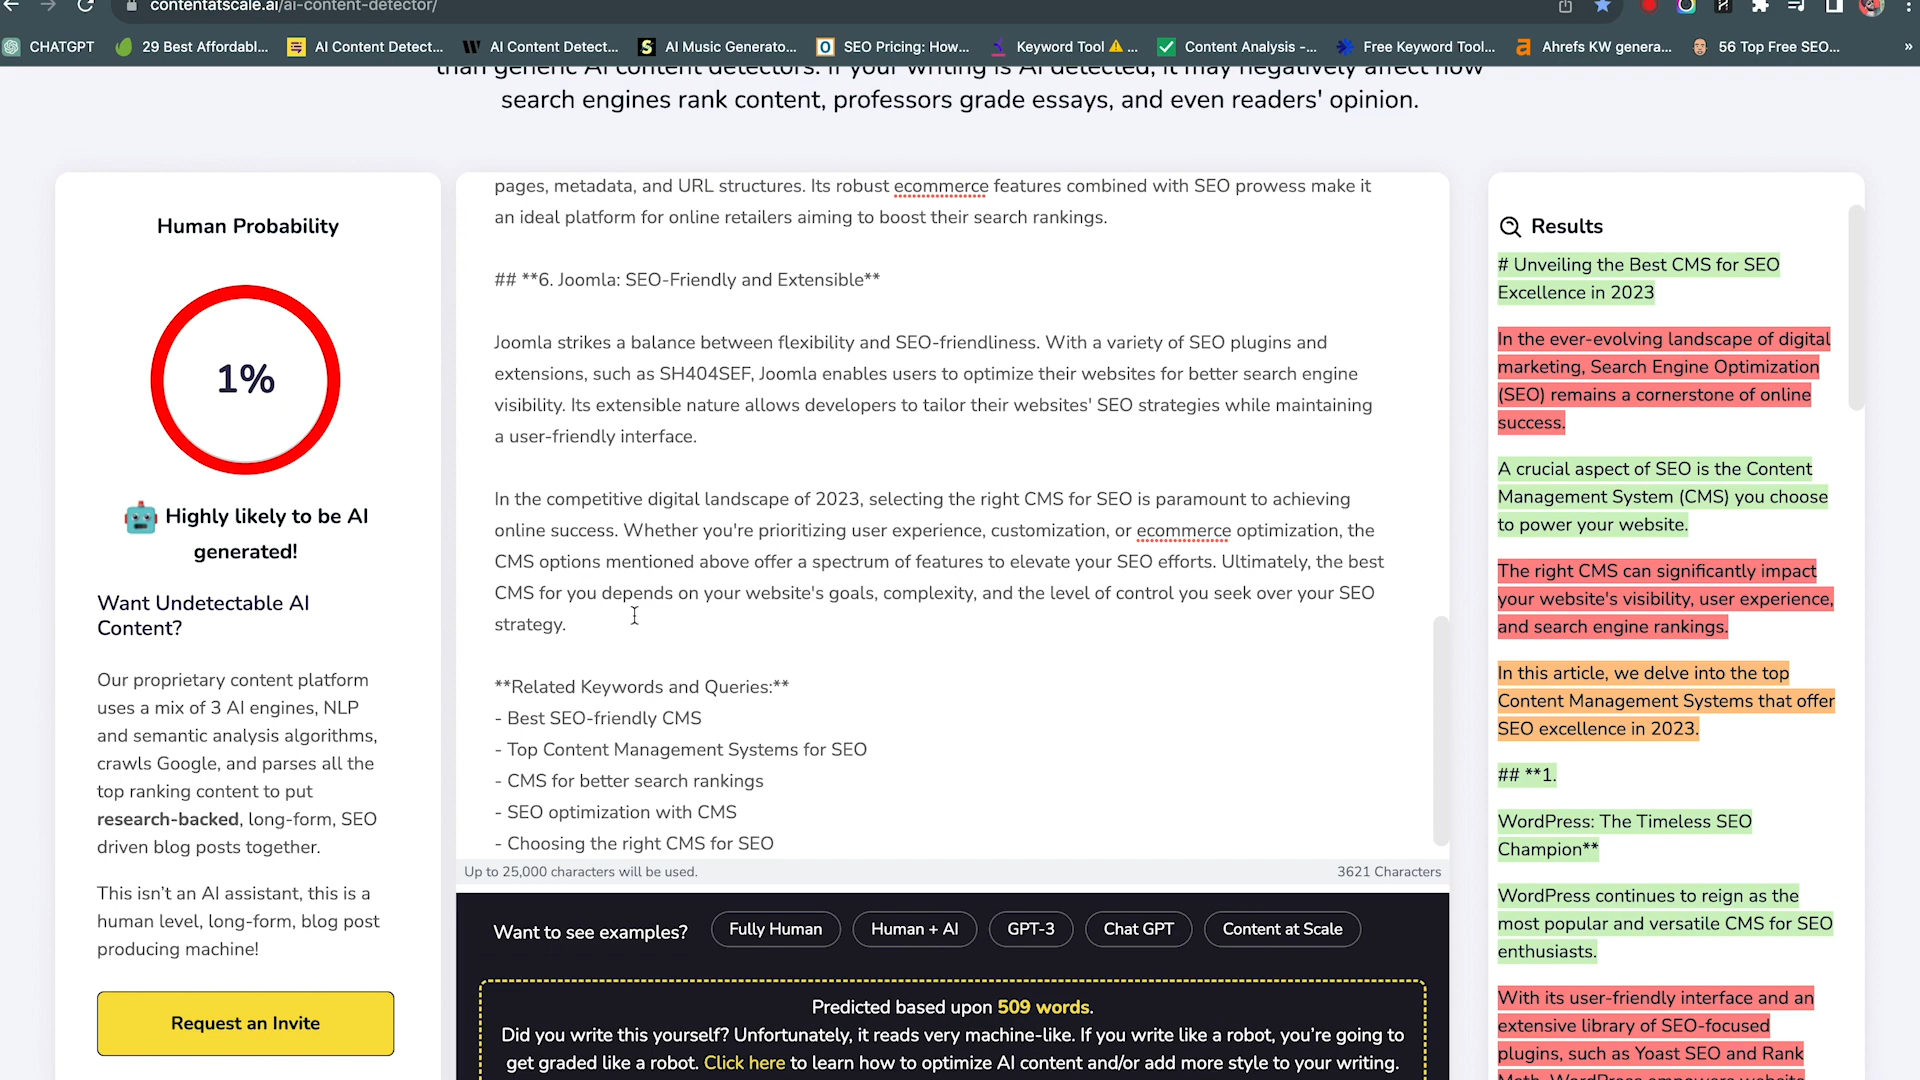 contentatscale.ai/ai-content-detector/
CHATGPT
29 Best Affordabl...
AI Content Detect...
AI Content Detect...
AI Music Generato...
SEO Pricing: How...
Keyword Tool ...
Content Analysis -...
Free Keyword Tool...
Ahrefs KW genera...
56 Top Free SEO...
»
than generic AI content detectors. If your writing is AI detected, it may negatively affect how
search engines rank content, professors grade essays, and even readers' opinion.
Human Probability
1%
Highly likely to be AI
generated!
Want Undetectable AI
Content?
Our proprietary content platform
uses a mix of 3 AI engines, NLP
and semantic analysis algorithms,
crawls Google, and parses all the
top ranking content to put
research-backed, long-form, SEO
driven blog posts together.
This isn't an AI assistant, this is a
human level, long-form, blog post
producing machine!
Request an Invite
pages, metadata, and URL structures. Its robust ecommerce features combined with SEO prowess make it
an ideal platform for online retailers aiming to boost their search rankings.
## **6. Joomla: SEO-Friendly and Extensible**
Joomla strikes a balance between flexibility and SEO-friendliness. With a variety of SEO plugins and
extensions, such as SH404SEF, Joomla enables users to optimize their websites for better search engine
visibility. Its extensible nature allows developers to tailor their websites' SEO strategies while maintaining
a user-friendly interface.
In the competitive digital landscape of 2023, selecting the right CMS for SEO is paramount to achieving
online success. Whether you're prioritizing user experience, customization, or ecommerce optimization, the
CMS options mentioned above offer a spectrum of features to elevate your SEO efforts. Ultimately, the best
CMS for you depends on your website's goals, complexity, and the level of control you seek over your SEO
strategy.
**Related Keywords and Queries:**
- Best SEO-friendly CMS
- Top Content Management Systems for SEO
- CMS for better search rankings
- SEO optimization with CMS
- Choosing the right CMS for SEO
Up to 25,000 characters will be used.
3621 Characters
Want to see examples?
Fully Human
Human + AI
GPT-3
Chat GPT
Content at Scale
Predicted based upon 509 words.
Did you write this yourself? Unfortunately, it reads very machine-like. If you write like a robot, you're going to
get graded like a robot. Click here to learn how to optimize AI content and/or add more style to your writing.
Results
# Unveiling the Best CMS for SEO
Excellence in 2023
In the ever-evolving landscape of digital
marketing, Search Engine Optimization
(SEO) remains a cornerstone of online
success.
A crucial aspect of SEO is the Content
Management System (CMS) you choose
to power your website.
The right CMS can significantly impact
your website's visibility, user experience,
and search engine rankings.
In this article, we delve into the top
Content Management Systems that offer
SEO excellence in 2023.
## **1.
WordPress: The Timeless SEO
Champion**
WordPress continues to reign as the
most popular and versatile CMS for SEO
enthusiasts.
With its user-friendly interface and an
extensive library of SEO-focused
plugins, such as Yoast SEO and Rank
Math, WordPress empowers website